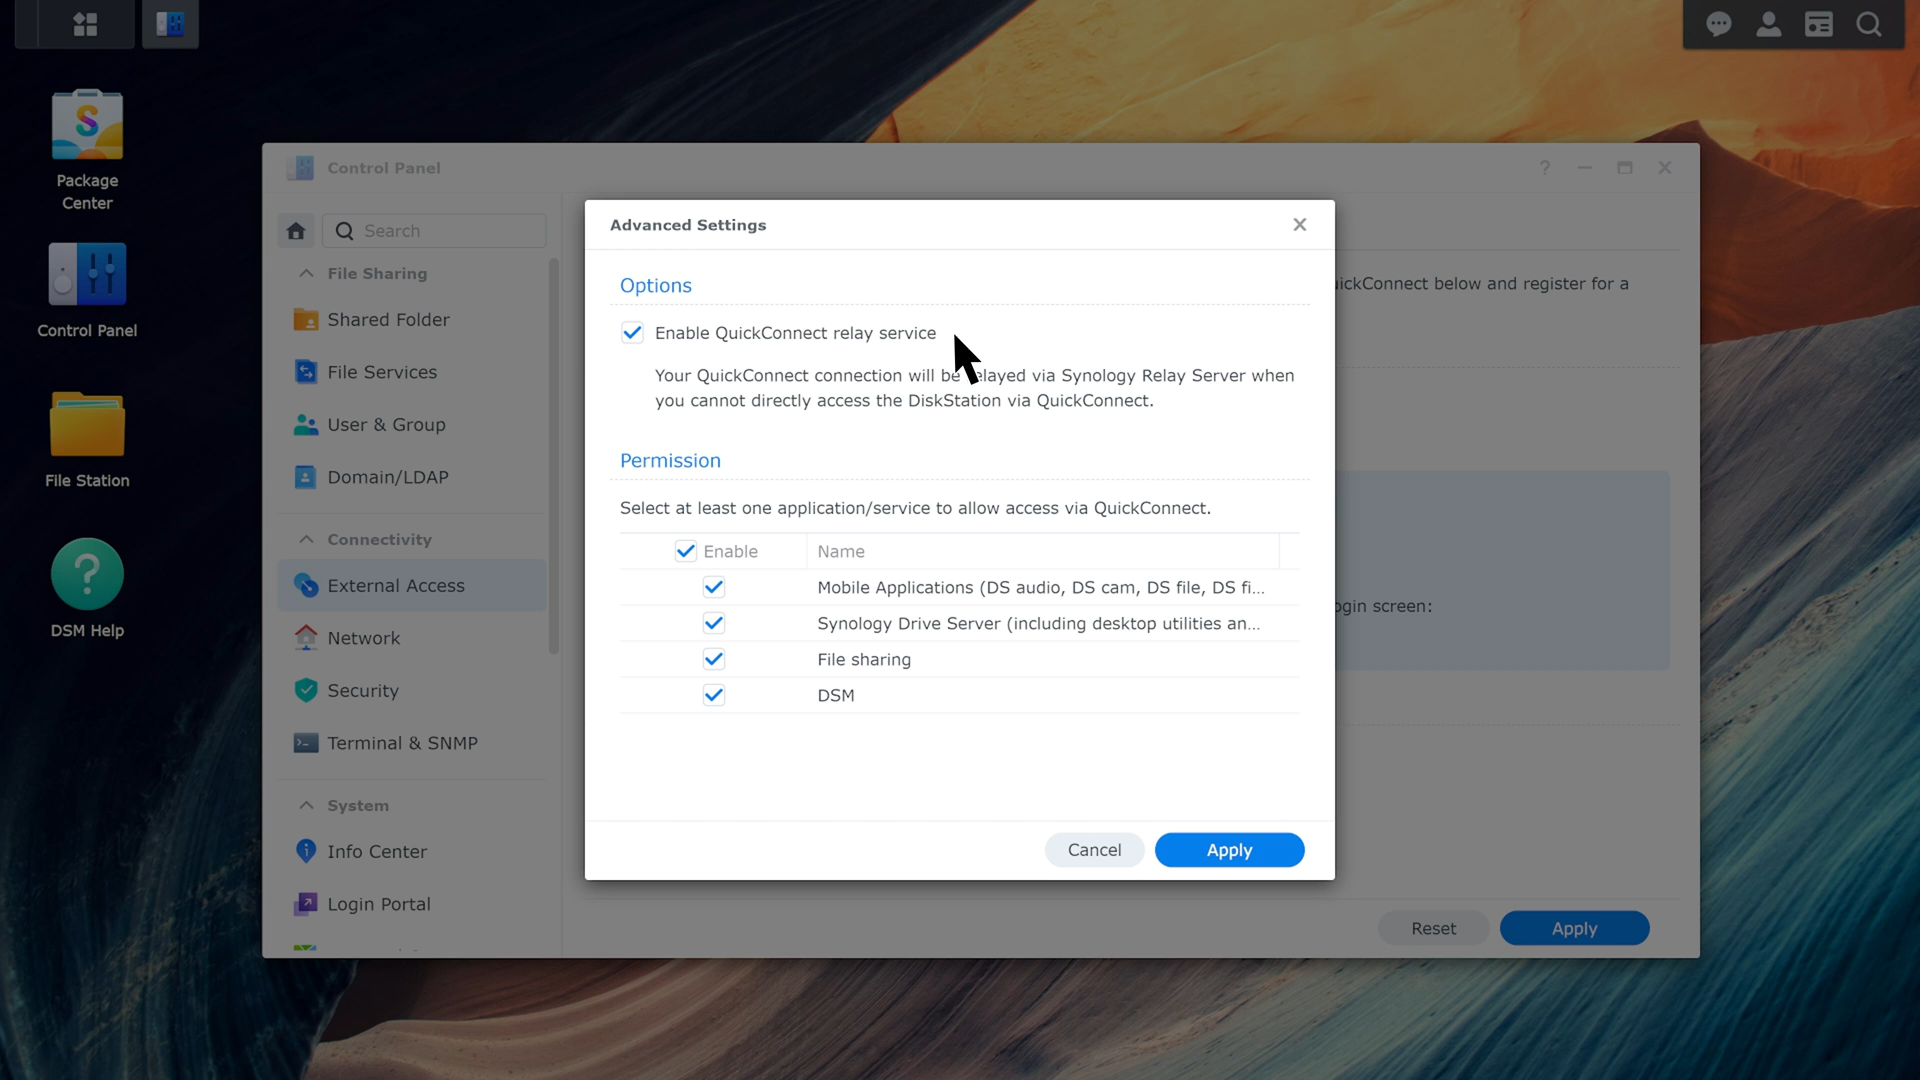 Package
Center
Control Panel
File Station
DSM Help
Control Panel
Search
File Sharing
Shared Folder
File Services
User & Group
Domain/LDAP
Connectivity
External Access
Network
Security
Terminal & SNMP
System
Info Center
Login Portal
ickConnect below and register for a
gin screen:
Reset
Apply
Advanced Settings
Options
Enable QuickConnect relay service
Your QuickConnect connection will be elayed via Synology Relay Server when
you cannot directly access the DiskStation via QuickConnect.
Permission
Select at least one application/service to allow access via QuickConnect.
Enable Name
Mobile Applications (DS audio, DS cam, DS file, DS fi...
Synology Drive Server (including desktop utilities an...
File sharing
DSM
Cancel
Apply